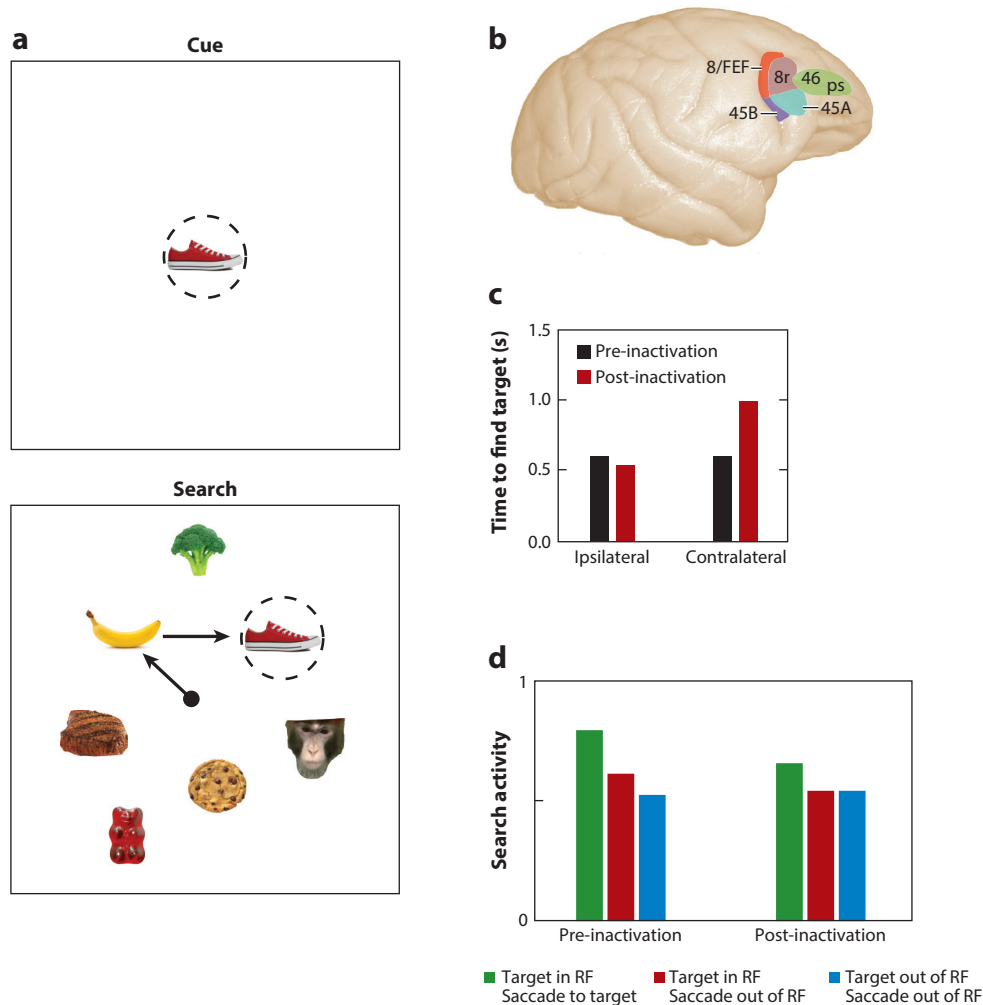 a
Cue
Search
b
8/FEF
8r
46
ps
45B
45A
c
Time to find target (s)
1.5
1.0
0.5
0.0
Pre-inactivation
Post-inactivation
Ipsilateral
Contralateral
d
Search activity
1
0
Pre-inactivation
Post-inactivation
Target in RF
Saccade to target
Target in RF
Saccade out of RF
Target out of RF
Saccade out of RF